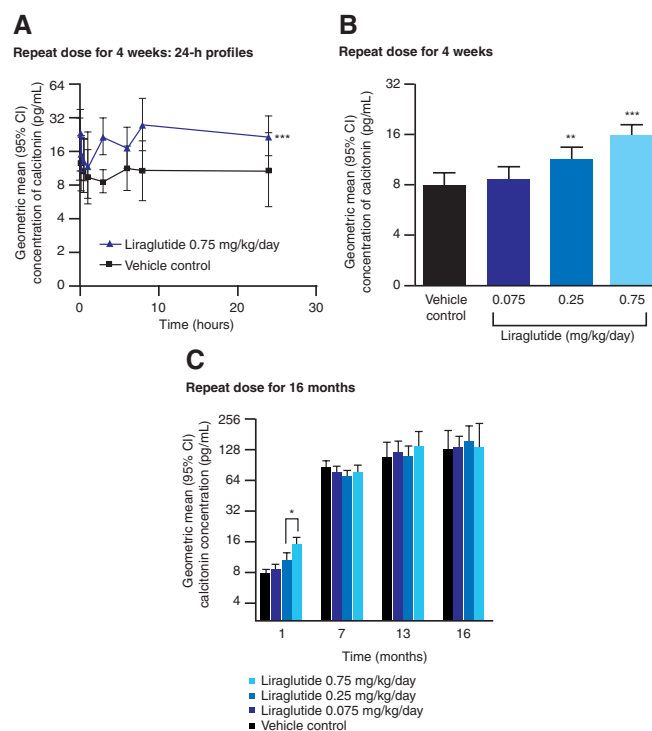 A
Repeat dose for 4 weeks: 24-h profiles
Geometric mean (95% CI)
concentration of calcitonin (pg/mL)
64
32
16
8
4
2
0
***
Liraglutide 0.75 mg/kg/day
Vehicle control
0
10
20
30
Time (hours)
B
Repeat dose for 4 weeks
Geometric mean (95% CI)
concentration of calcitonin (pg/mL)
32
16
8
4
0
**
***
Vehicle
control
0.075
0.25
0.75
Liraglutide (mg/kg/day)
C
Repeat dose for 16 months
Geometric mean (95% CI)
calcitonin concentration (pg/mL)
256
128
64
32
16
8
4
*
1
7
13
16
Time (months)
Liraglutide 0.75 mg/kg/day
Liraglutide 0.25 mg/kg/day
Liraglutide 0.075 mg/kg/day
Vehicle control